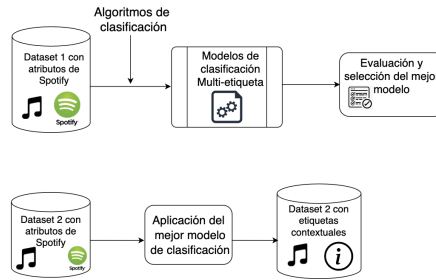 Algoritmos de
clasificación
Dataset 1 con
atributos de
Spotify
Spotify
Modelos de
clasificación
Multi-etiqueta
Evaluación y
selección del mejor
modelo
Dataset 2 con
atributos de
Spotify
Spotify
Aplicación del
mejor modelo
de clasificación
Dataset 2 con
etiquetas
contextuales
i